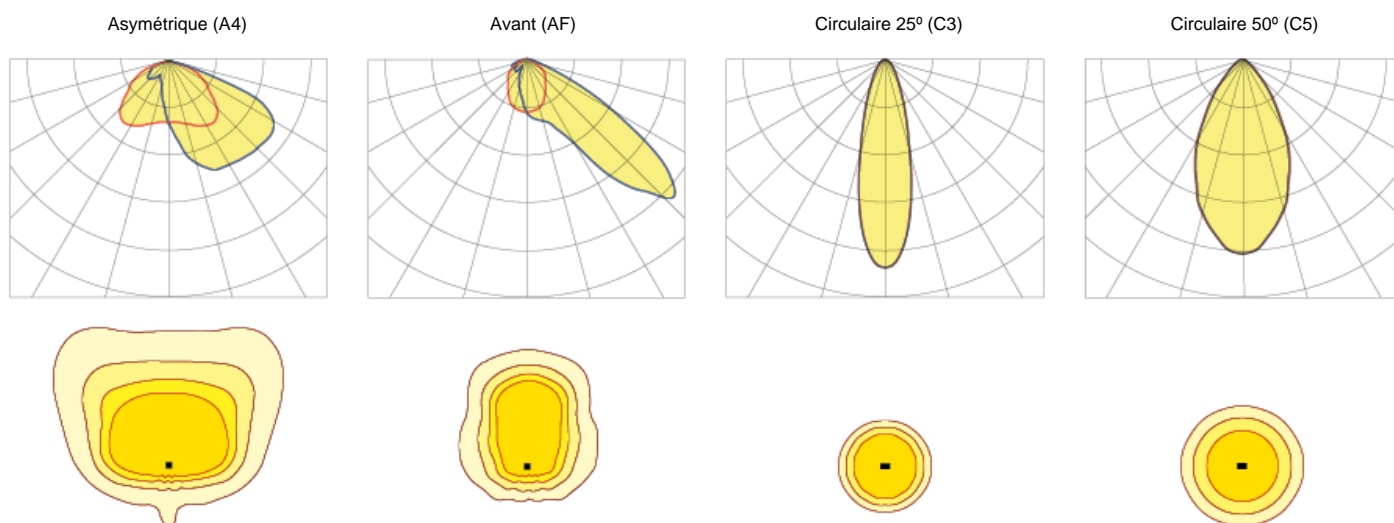 Asymétrique (A4)
Avant (AF)
Circulaire 25º (C3)
Circulaire 50º (C5)